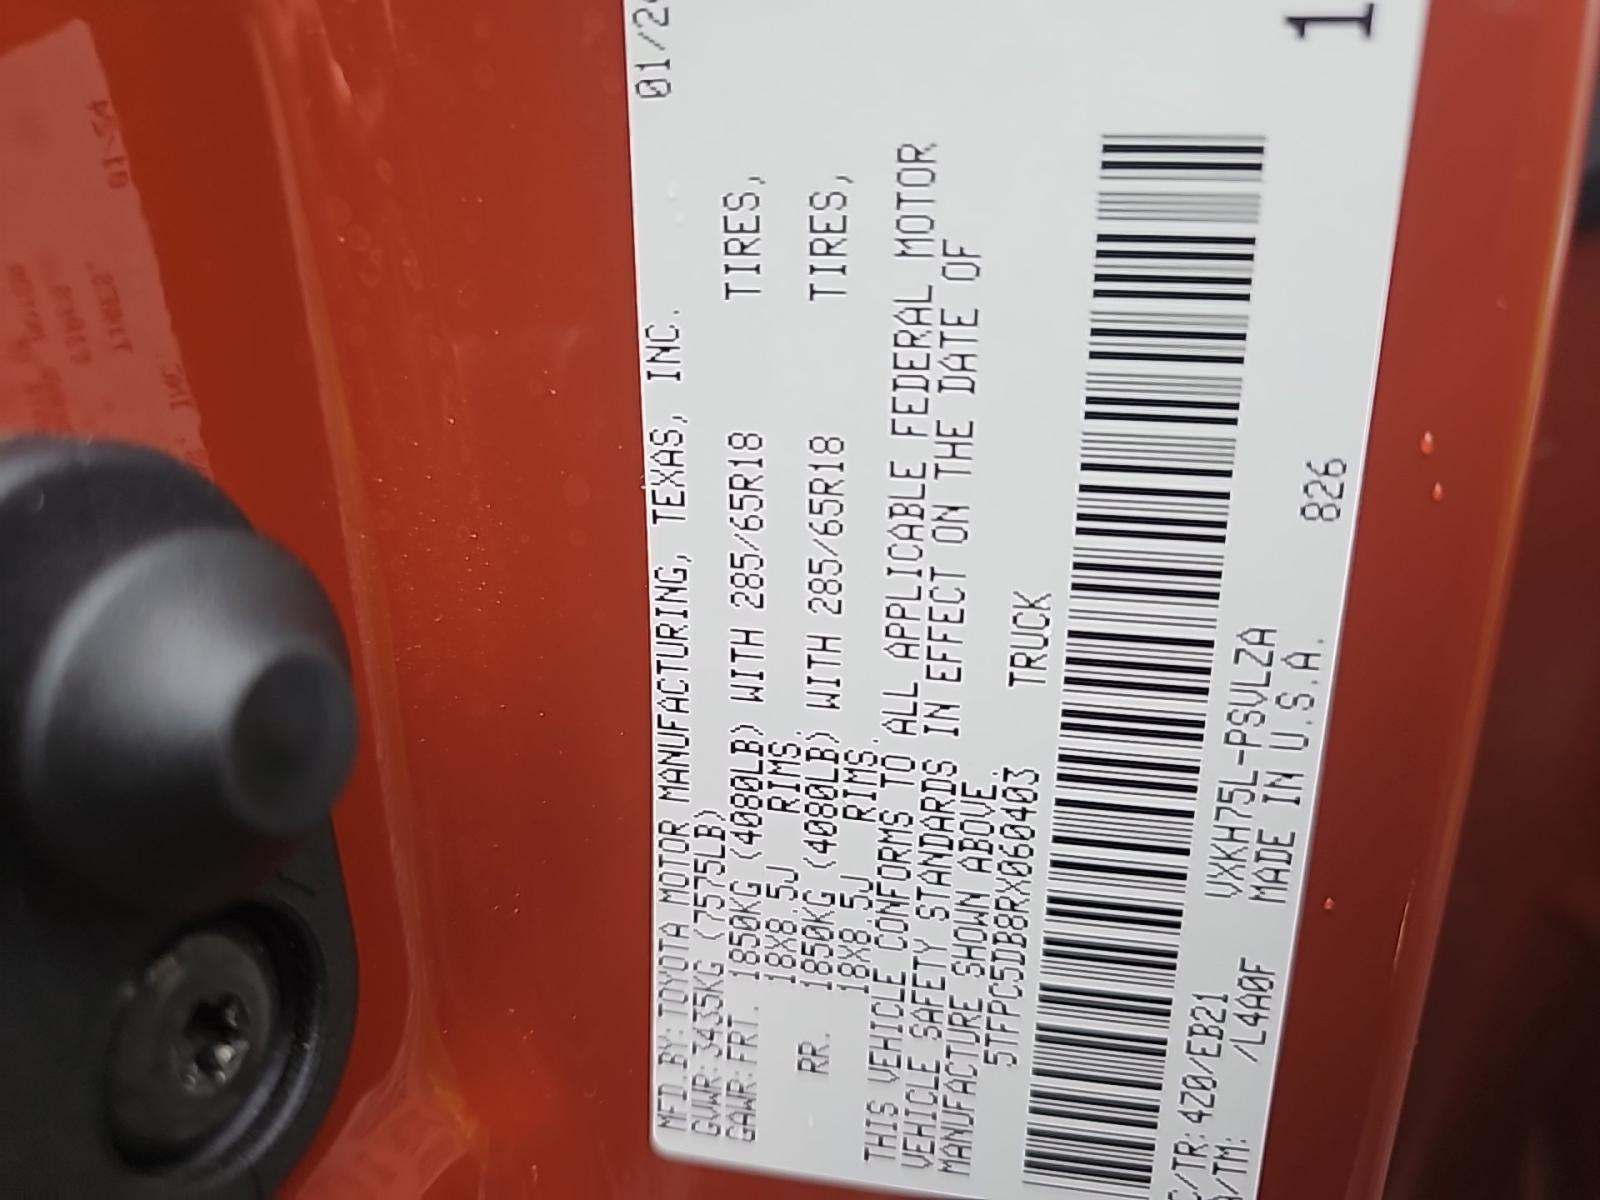 MFD. BY: TOYOTA MOTOR MANUFACTURING, TEXAS, INC. 01/2
GVWR: 3435KG (7575LB)
GAWR: FRT. 1850KG (4080LB) WITH 285/65R18 TIRES,
18X8.5J RIMS.
RR. 1850KG (4080LB) WITH 285/65R18 TIRES,
18X8.5J RIMS.
THIS VEHICLE CONFORMS TO ALL APPLICABLE FEDERAL MOTOR
VEHICLE SAFETY STANDARDS IN EFFECT ON THE DATE OF
MANUFACTURE SHOWN ABOVE.
5TFPC5DB8RX060403 TRUCK
C/TR: 4Z0/EB21 VXKH75L-PSVLZA
A/TM: /L4A0F MADE IN U.S.A. 826
1